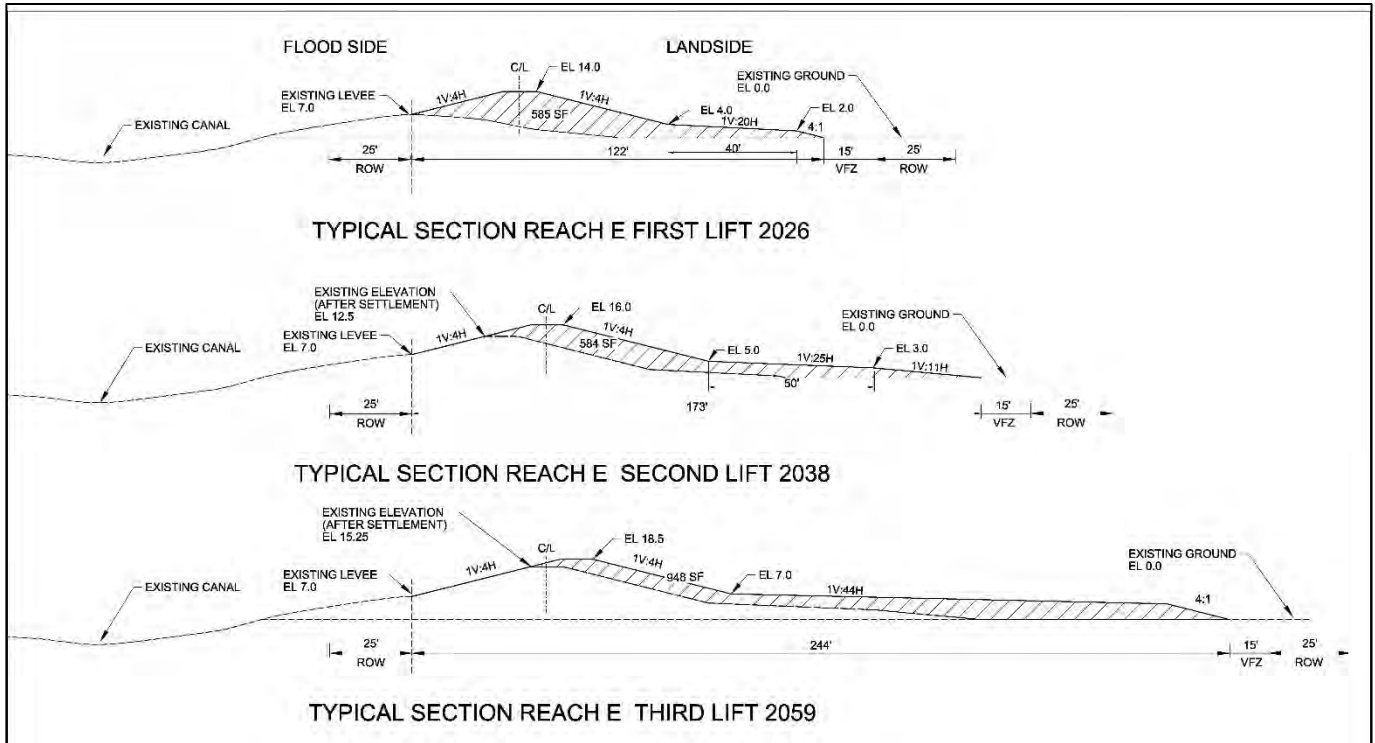 FLOOD SIDE
LANDSIDE
C/L
EL 14.0
EXISTING GROUND
EL 0.0
EXISTING LEVEE
EL 7.0
1V:4H
1V:4H
EL 4.0
EL 2.0
EXISTING CANAL
585 SF
1V:20H
4:1
25'
ROW
122'
40'
15'
VFZ
25'
ROW
TYPICAL SECTION REACH E FIRST LIFT 2026
EXISTING ELEVATION
(AFTER SETTLEMENT)
EL 12.5
C/L
EL 16.0
EXISTING GROUND
EL 0.0
EXISTING LEVEE
EL 7.0
1V:4H
1V:4H
EXISTING CANAL
584 SF
EL 5.0
EL 3.0
1V:25H
1V:11H
50'
25'
ROW
173'
15'
VFZ
25'
ROW
TYPICAL SECTION REACH E SECOND LIFT 2038
EXISTING ELEVATION
(AFTER SETTLEMENT)
EL 15.25
C/L
EL 18.5
EXISTING GROUND
EL 0.0
EXISTING LEVEE
EL 7.0
1V:4H
1V:4H
EXISTING CANAL
948 SF
EL 7.0
1V:44H
4:1
25'
ROW
244'
15'
VFZ
25'
ROW
TYPICAL SECTION REACH E THIRD LIFT 2059